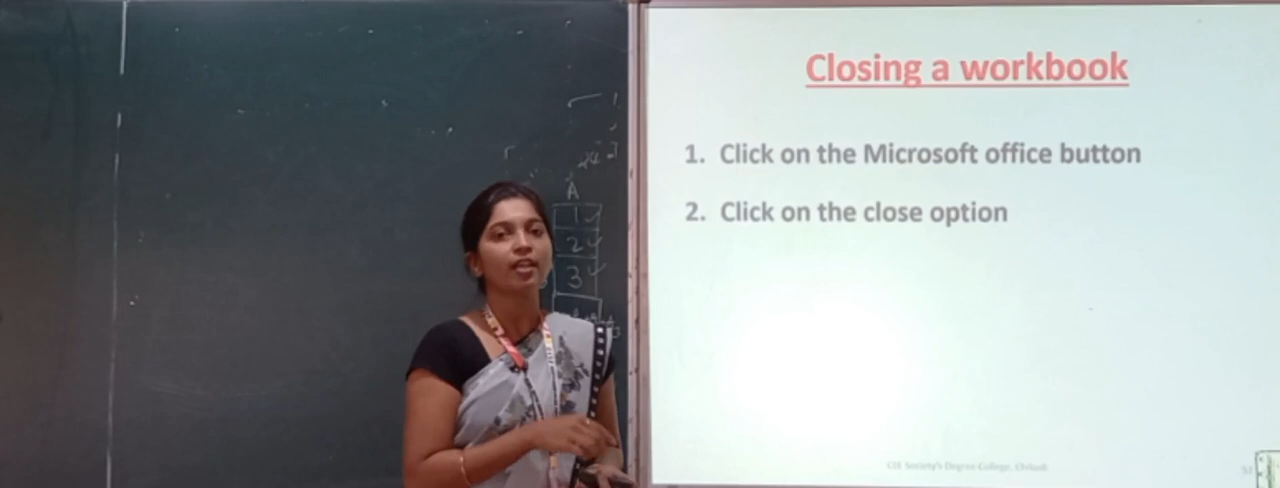 A
1
2
3
Closing a workbook
1. Click on the Microsoft office button
2. Click on the close option